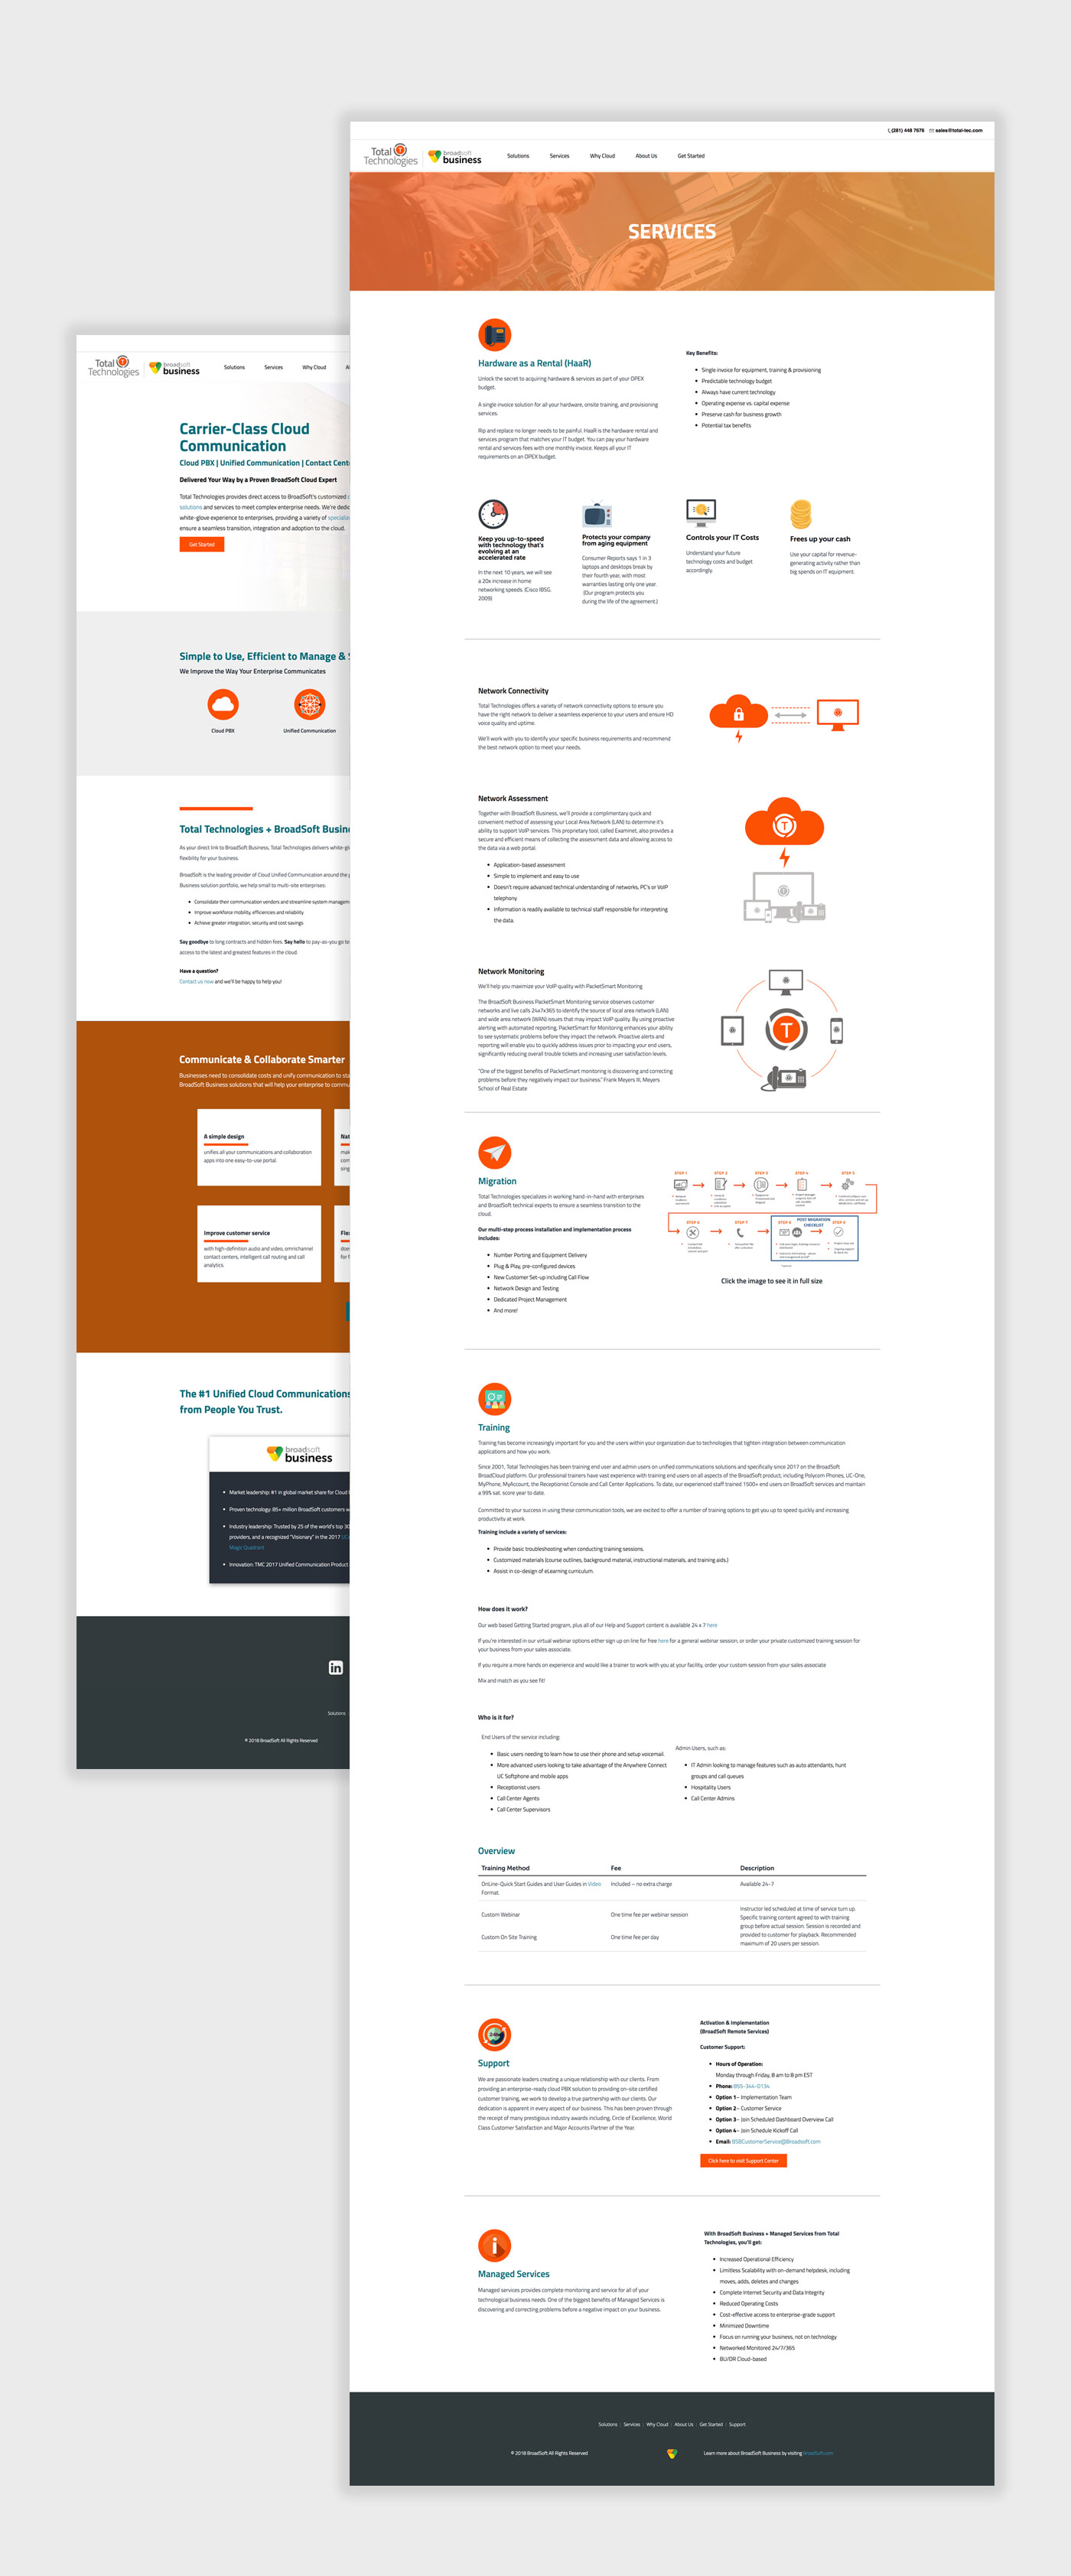 (281) 448 7676 sales@total-tec.com
Total
Technologies
broadsoft
business
Solutions Services Why Cloud About Us Get Started
SERVICES
Hardware as a Rental (HaaR)
Unlock the secret to acquiring hardware & services as part of your OPEX
budget.
A single invoice solution for all your hardware, onsite training, and provisioning
services.
Rip and replace no longer needs to be painful. HaaR is the hardware rental and
services program that matches your IT budget. You can pay your hardware
rental and services fees with one monthly invoice. Keeps all your IT
requirements on an OPEX budget.
Key Benefits:
Single invoice for equipment, training & provisioning
Predictable technology budget
Always have current technology
Operating expense vs. capital expense
Preserve cash for business growth
Potential tax benefits
Keep you up-to-speed
with technology that's
evolving at an
accelerated rate
In the next 10 years, we will see
a 20x increase in home
networking speeds. (Cisco IBSG,
2009)
Protects your company
from aging equipment
Consumer Reports says 1 in 3
laptops and desktops break by
their fourth year, with most
warranties lasting only one year.
(Our program protects you
during the life of the agreement.)
Controls your IT Costs
Understand your future
technology costs and budget
accordingly.
Frees up your cash
Use your capital for revenue-
generating activity rather than
big spends on IT equipment.
Network Connectivity
Total Technologies offers a variety of network connectivity options to ensure you
have the right network to deliver a seamless experience to your users and ensure HD
voice quality and uptime.
We'll work with you to identify your specific business requirements and recommend
the best network option to meet your needs.
Network Assessment
Together with BroadSoft Business, we'll provide a complimentary quick and
convenient method of assessing your Local Area Network (LAN) to determine it's
ability to support VoIP services. This proprietary tool, called Examinet, also provides a
secure and efficient means of collecting the assessment data and allowing access to
the data via a web portal.
Application-based assessment
Simple to implement and easy to use
Doesn't require advanced technical understanding of networks, PC's or VoIP
telephony
Information is readily available to technical staff responsible for interpreting
the data.
Network Monitoring
We'll help you maximize your VoIP quality with PacketSmart Monitoring
The BroadSoft Business PacketSmart Monitoring service observes customer
networks and live calls 24x7x365 to identify the source of local area network (LAN)
and wide area network (WAN) issues that may impact VoIP quality. By using proactive
alerting with automated reporting, PacketSmart for Monitoring enhances your ability
to see systematic problems before they impact the network. Proactive alerts and
reporting will enable you to quickly address issues prior to impacting your end users,
significantly reducing overall trouble tickets and increasing user satisfaction levels.
"One of the biggest benefits of PacketSmart monitoring is discovering and correcting
problems before they negatively impact our business." Frank Meyers III, Meyers
School of Real Estate
Migration
Total Technologies specializes in working hand-in-hand with enterprises
and BroadSoft technical experts to ensure a seamless transition to the
cloud.
Our multi-step process installation and implementation process
includes:
Number Porting and Equipment Delivery
Plug & Play, pre-configured devices
New Customer Set-up including Call Flow
Network Design and Testing
Dedicated Project Management
And more!
STEP 1 STEP 2 STEP 3 STEP 4 STEP 5
STEP 6 STEP 7 STEP 8 POST MIGRATION CHECKLIST STEP 9
Click the image to see it in full size
Training
Training has become increasingly important for you and the users within your organization due to technologies that tighten integration between communication
applications and how you work.
Since 2001, Total Technologies has been training end user and admin users on unified communications solutions and specifically since 2017 on the BroadSoft
BroadCloud platform. Our professional trainers have vast experience with training end users on all aspects of the BroadSoft product, including Polycom Phones, UC-One,
MyPhone, MyAccount, the Receptionist Console and Call Center Applications. To date, our experienced staff trained 1500+ end users on BroadSoft services and maintain
a 99% sat. score year to date.
Committed to your success in using these communication tools, we are excited to offer a number of training options to get you up to speed quickly and increasing
productivity at work.
Training include a variety of services:
Provide basic troubleshooting when conducting training sessions.
Customized materials (course outlines, background material, instructional materials, and training aids.)
Assist in co-design of eLearning curriculum.
How does it work?
Our web based Getting Started program, plus all of our Help and Support content is available 24 x 7 here
If you're interested in our virtual webinar options either sign up on line for free here for a general webinar session, or order your private customized training session for
your business from your sales associate.
If you require a more hands on experience and would like a trainer to work with you at your facility, order your custom session from your sales associate
Mix and match as you see fit!
Who is it for?
End Users of the service including:
Basic users needing to learn how to use their phone and setup voicemail.
More advanced users looking to take advantage of the Anywhere Connect
UC Softphone and mobile apps
Receptionist users
Call Center Agents
Call Center Supervisors
Admin Users, such as:
IT Admin looking to manage features such as auto attendants, hunt
groups and call queues
Hospitality Users
Call Center Admins
Overview
Training Method Fee Description
OnLine-Quick Start Guides and User Guides in Video
Format.
Included – no extra charge
Available 24-7
Custom Webinar
One time fee per webinar session
Custom On Site Training
One time fee per day
Instructor led scheduled at time of service turn up.
Specific training content agreed to with training
group before actual session. Session is recorded and
provided to customer for playback. Recommended
maximum of 20 users per session.
Support
We are passionate leaders creating a unique relationship with our clients. From
providing an enterprise-ready cloud PBX solution to providing on-site certified
customer training, we work to develop a true partnership with our clients. Our
dedication is apparent in every aspect of our business. This has been proven through
the receipt of many prestigious industry awards including, Circle of Excellence, World
Class Customer Satisfaction and Major Accounts Partner of the Year.
Activation & Implementation
(BroadSoft Remote Services)
Customer Support:
Hours of Operation:
Monday through Friday, 8 am to 8 pm EST
Phone: 855-344-0134
Option 1– Implementation Team
Option 2– Customer Service
Option 3– Join Scheduled Dashboard Overview Call
Option 4– Join Schedule Kickoff Call
Email: BSBCustomerService@Broadsoft.com
Click here to visit Support Center
Managed Services
Managed services provides complete monitoring and service for all of your
technological business needs. One of the biggest benefits of Managed Services is
discovering and correcting problems before a negative impact on your business.
With BroadSoft Business + Managed Services from Total
Technologies, you'll get:
Increased Operational Efficiency
Limitless Scalability with on-demand helpdesk, including
moves, adds, deletes and changes
Complete Internet Security and Data Integrity
Reduced Operating Costs
Cost-effective access to enterprise-grade support
Minimized Downtime
Focus on running your business, not on technology
Networked Monitored 24/7/365
BU/DR Cloud-based
Solutions | Services | Why Cloud | About Us | Get Started | Support
© 2018 BroadSoft All Rights Reserved
Learn more about BroadSoft Business by visiting BroadSoft.com
Total
Technologies
broadsoft
business
Solutions Services Why Cloud A
Carrier-Class Cloud
Communication
Cloud PBX | Unified Communication | Contact Cent
Delivered Your Way by a Proven BroadSoft Cloud Expert
Total Technologies provides direct access to BroadSoft's customized c
solutions and services to meet complex enterprise needs. We're dedic
white-glove experience to enterprises, providing a variety of specializ
ensure a seamless transition, integration and adoption to the cloud.
Get Started
Simple to Use, Efficient to Manage & S
We Improve the Way Your Enterprise Communicates
Cloud PBX Unified Communication
Total Technologies + BroadSoft Busin
As your direct link to BroadSoft Business, Total Technologies delivers white-gl
flexibility for your business.
BroadSoft is the leading provider of Cloud Unified Communication around the g
Business solution portfolio, we help small to multi-site enterprises:
Consolidate their communication vendors and streamline system managem
Improve workforce mobility, efficiencies and reliability
Achieve greater integration, security and cost savings
Say goodbye to long contracts and hidden fees. Say hello to pay-as-you go te
access to the latest and greatest features in the cloud.
Have a question?
Contact us now and we'll be happy to help you!
Communicate & Collaborate Smarter
Businesses need to consolidate costs and unify communication to sta
BroadSoft Business solutions that will help your enterprise to commu
A simple design
unifies all your communications and collaboration
apps into one easy-to-use portal.
Nat
mak
com
sing
Improve customer service
with high-definition audio and video, omnichannel
contact centers, intelligent call routing and call
analytics.
Fle
doe
for t
The #1 Unified Cloud Communications
from People You Trust.
broadsoft
business
Market leadership: #1 in global market share for Cloud
Proven technology: 85+ million BroadSoft customers w
Industry leadership: Trusted by 25 of the world's top 30
providers, and a recognized "Visionary" in the 2017 UC
Magic Quadrant
Innovation: TMC 2017 Unified Communication Product
in
Solutions
© 2018 BroadSoft All Rights Reserved